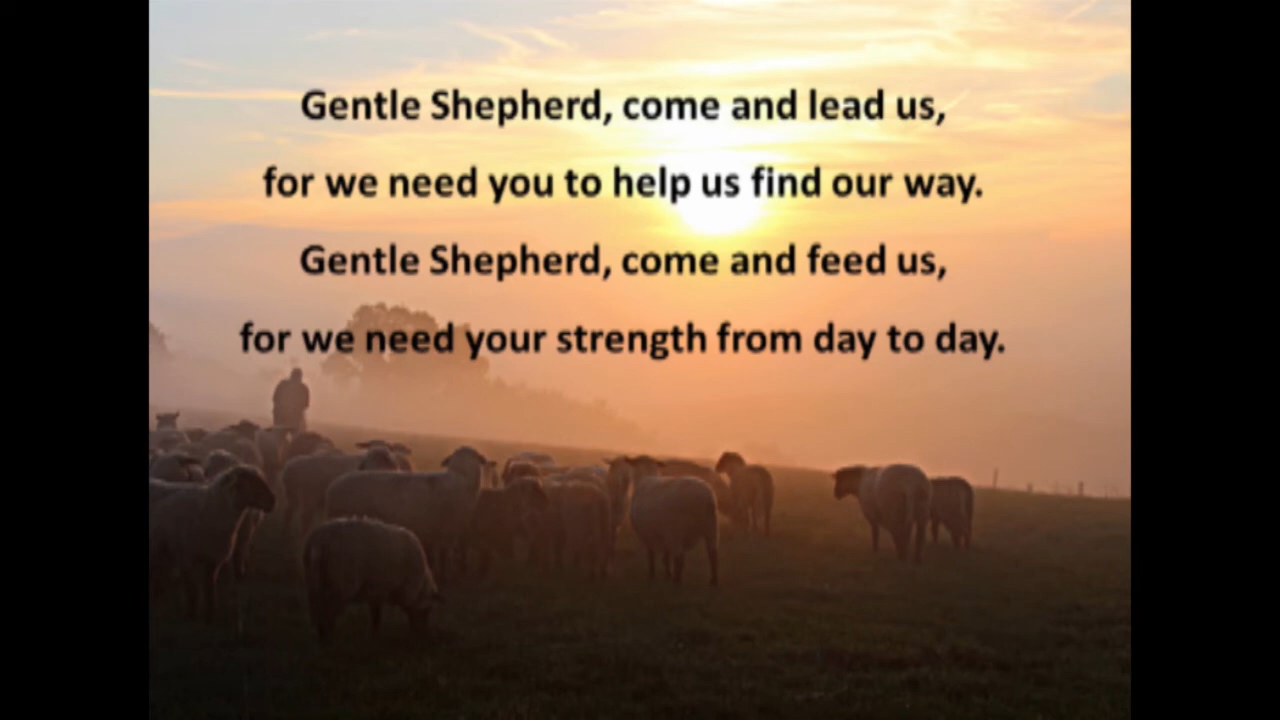 Gentle Shepherd, come and lead us,
for we need you to help us find our way.
Gentle Shepherd, come and feed us,
for we need your strength from day to day.